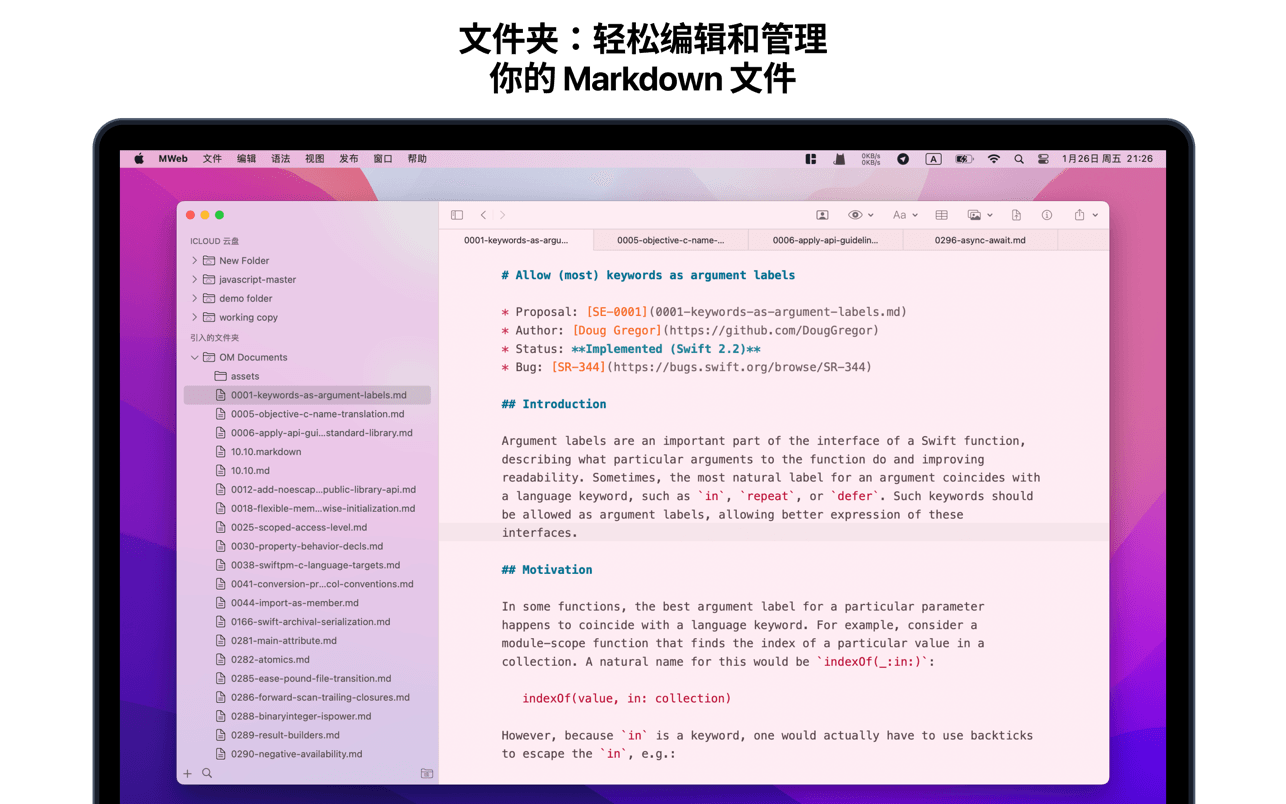 文件夹：轻松编辑和管理
你的 Markdown 文件
MWeb 文件 编辑 语法 视图 发布 窗口 帮助
0KB/s
0KB/s
A
1月26日 周五 21:26
ICLOUD 云盘
New Folder
javascript-master
demo folder
working copy
引入的文件夹
OM Documents
assets
0001-keywords-as-argument-labels.md
0005-objective-c-name-translation.md
0006-apply-api-gui...standard-library.md
10.10.markdown
10.10.md
0012-add-noescap...public-library-api.md
0018-flexible-mem...wise-initialization.md
0025-scoped-access-level.md
0030-property-behavior-decls.md
0038-swiftpm-c-language-targets.md
0041-conversion-pr...col-conventions.md
0044-import-as-member.md
0166-swift-archival-serialization.md
0281-main-attribute.md
0282-atomics.md
0285-ease-pound-file-transition.md
0286-forward-scan-trailing-closures.md
0288-binaryinteger-ispower.md
0289-result-builders.md
0290-negative-availability.md
Aa
0001-keywords-as-argu... 0005-objective-c-name-... 0006-apply-api-guidelin... 0296-async-await.md
# Allow (most) keywords as argument labels
* Proposal: [SE-0001](0001-keywords-as-argument-labels.md)
* Author: [Doug Gregor](https://github.com/DougGregor)
* Status: **Implemented (Swift 2.2)**
* Bug: [SR-344](https://bugs.swift.org/browse/SR-344)
## Introduction
Argument labels are an important part of the interface of a Swift function,
describing what particular arguments to the function do and improving
readability. Sometimes, the most natural label for an argument coincides with
a language keyword, such as `in`, `repeat`, or `defer`. Such keywords should
be allowed as argument labels, allowing better expression of these
interfaces.
## Motivation
In some functions, the best argument label for a particular parameter
happens to coincide with a language keyword. For example, consider a
module-scope function that finds the index of a particular value in a
collection. A natural name for this would be `indexOf(_:in:)`:
indexOf(value, in: collection)
However, because `in` is a keyword, one would actually have to use backticks
to escape the `in`, e.g.: